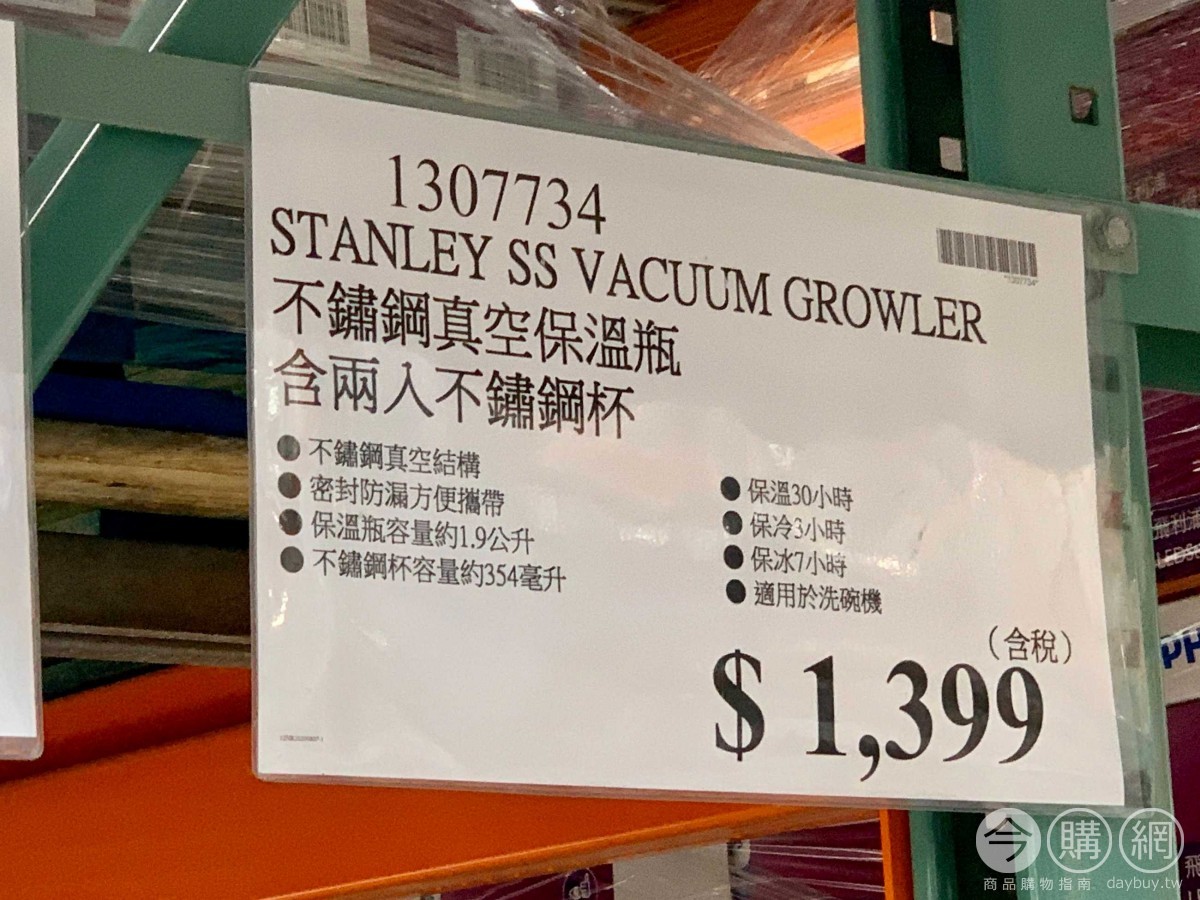 1307734
STANLEY SS VACUUM GROWLER
不鏽鋼真空保溫瓶
含兩入不鏽鋼杯
● 不鏽鋼真空結構
● 密封防漏方便攜帶
● 保溫瓶容量約1.9公升
● 不鏽鋼杯容量約354毫升
● 保溫30小時
● 保冷3小時
● 保冰7小時
● 適用於洗碗機
（含稅）
$ 1,399
"1307734"
PH
今購網
商品購物指南 daybuy.tw